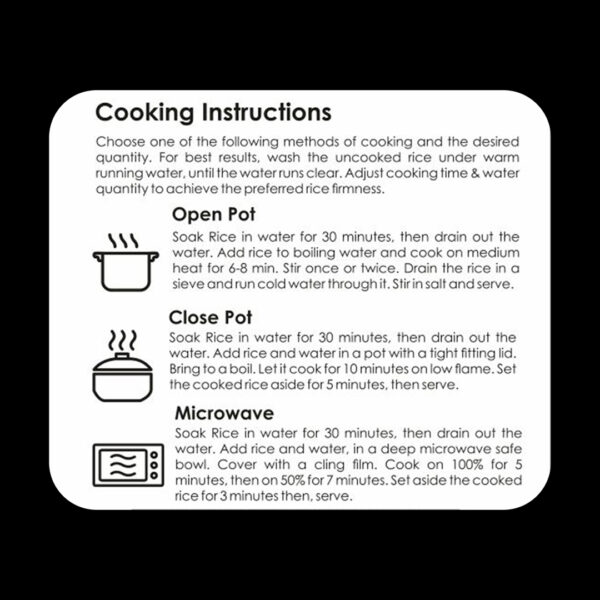 Cooking Instructions
Choose one of the following methods of cooking and the desired
quantity. For best results, wash the uncooked rice under warm
running water, until the water runs clear. Adjust cooking time & water
quantity to achieve the preferred rice firmness.
Open Pot
Soak Rice in water for 30 minutes, then drain out the
water. Add rice to boiling water and cook on medium
heat for 6-8 min. Stir once or twice. Drain the rice in a
sieve and run cold water through it. Stir in salt and serve.
Close Pot
Soak Rice in water for 30 minutes, then drain out the
water. Add rice and water in a pot with a tight fitting lid.
Bring to a boil. Let it cook for 10 minutes on low flame. Set
the cooked rice aside for 5 minutes, then serve.
Microwave
Soak Rice in water for 30 minutes, then drain out the
water. Add rice and water, in a deep microwave safe
bowl. Cover with a cling film. Cook on 100% for 5
minutes, then on 50% for 7 minutes. Set aside the cooked
rice for 3 minutes then, serve.